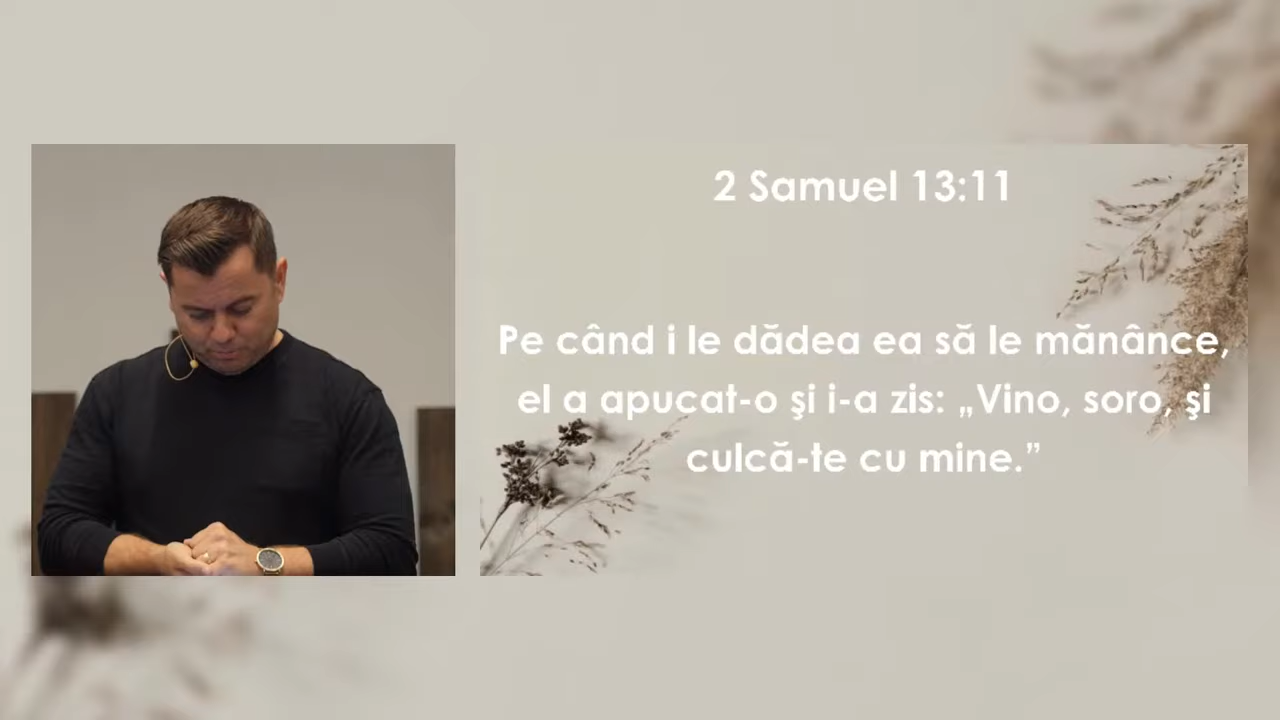 2 Samuel 13:11
Pe când i le dădea ea să le mănânce,
el a apucat-o şi i-a zis: „Vino, soro, şi
culcă-te cu mine.”